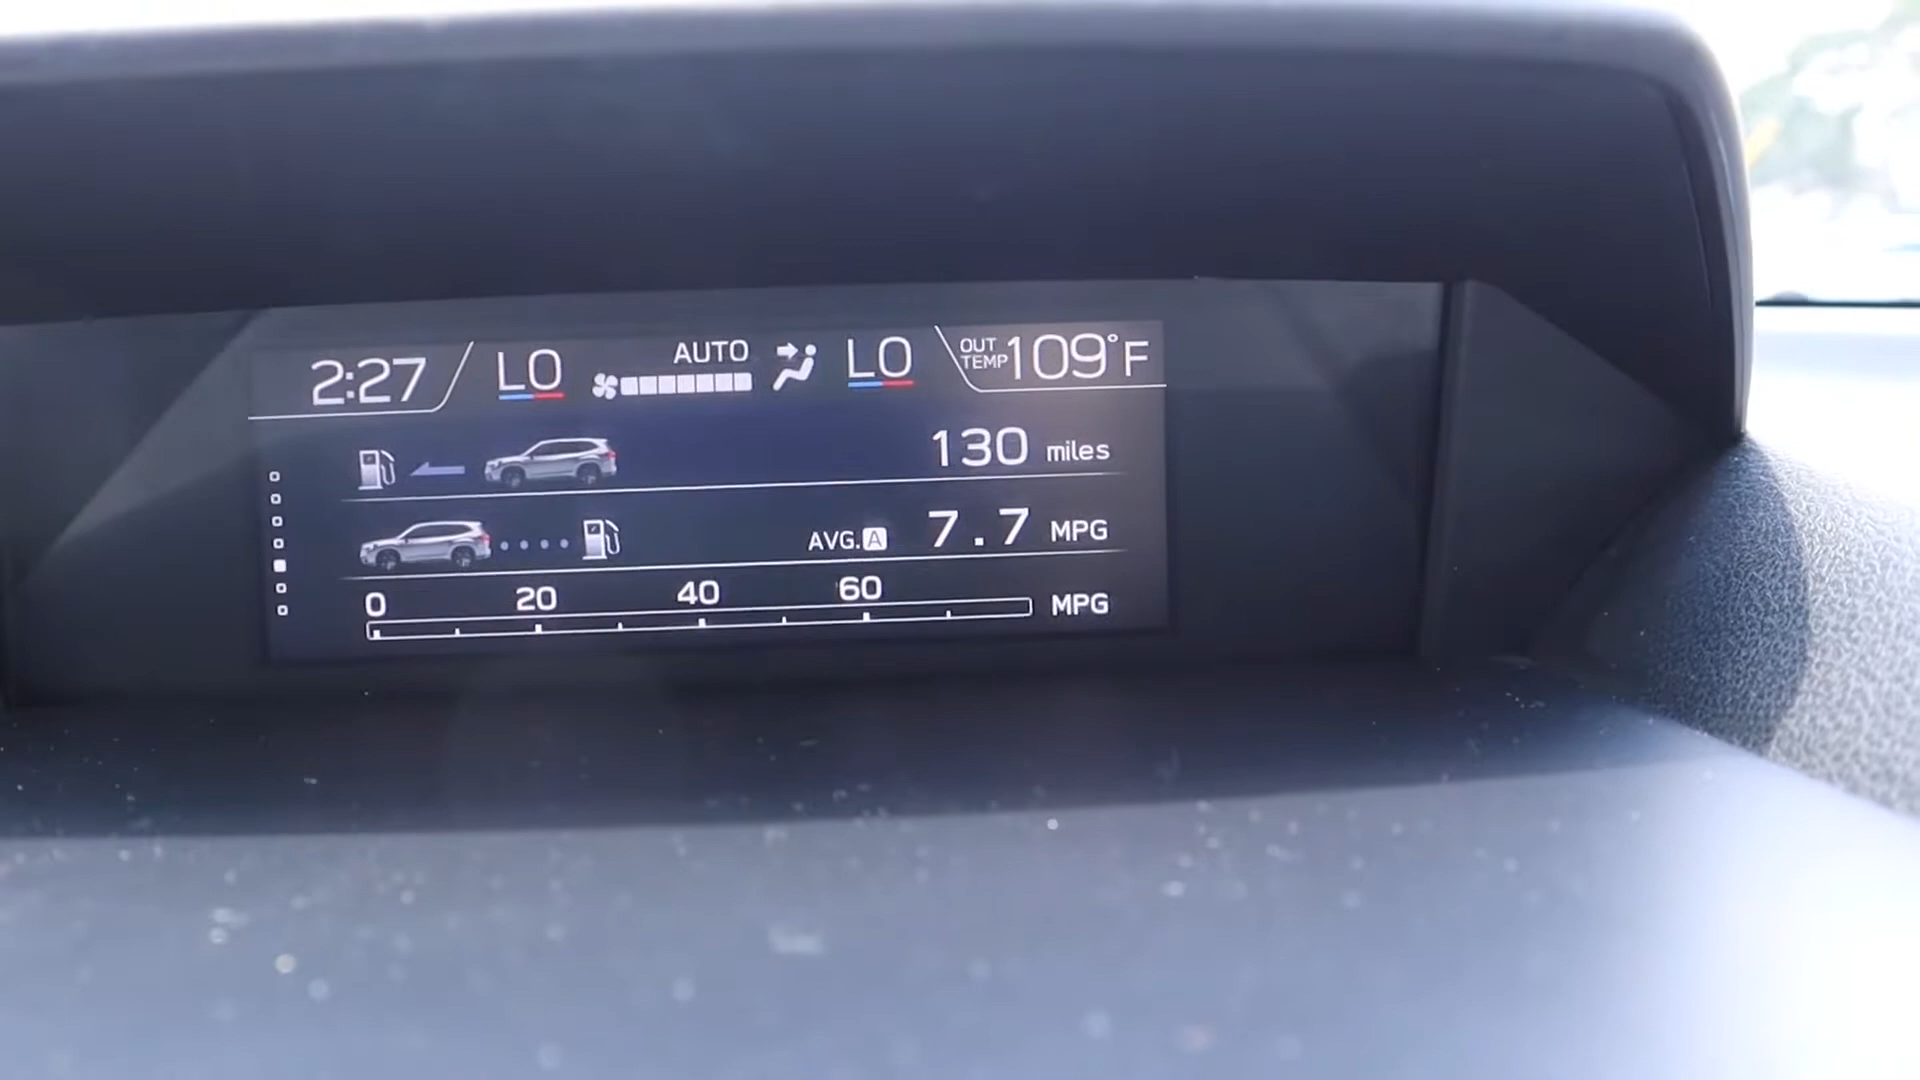 2:27 LO AUTO LO OUT TEMP 109°F
130 miles
AVG. A 7.7 MPG
0 20 40 60 MPG